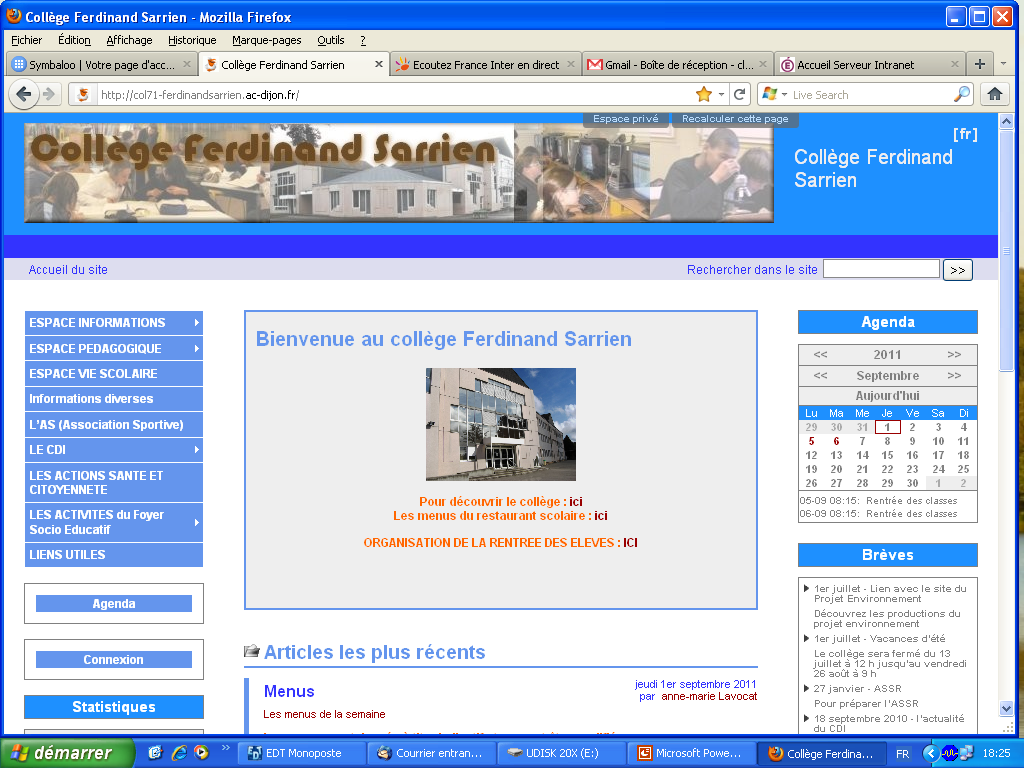 Collège Ferdinand Sarrien - Mozilla Firefox
Fichier Édition Affichage Historique Marque-pages Outils ?
Symbaloo | Votre page d'acc... Collège Ferdinand Sarrien Ecoutez France Inter en direct Gmail - Boîte de réception - cl... Accueil Serveur Intranet
http://col71-ferdinandsarrien.ac-dijon.fr/ Live Search
Espace privé Recalculer cette page
Collège Ferdinand Sarrien
[fr]
Collège Ferdinand
Sarrien
Accueil du site Rechercher dans le site >>
ESPACE INFORMATIONS
ESPACE PEDAGOGIQUE
ESPACE VIE SCOLAIRE
Informations diverses
L'AS (Association Sportive)
LE CDI
LES ACTIONS SANTE ET
CITOYENNETE
LES ACTIVITES du Foyer
Socio Educatif
LIENS UTILES
Agenda
Connexion
Statistiques
Bienvenue au collège Ferdinand Sarrien
Pour découvrir le collège : ici
Les menus du restaurant scolaire : ici
ORGANISATION DE LA RENTREE DES ELEVES : ICI
Articles les plus récents
Menus
jeudi 1er septembre 2011
par anne-marie Lavocat
Les menus de la semaine
Agenda
<< 2011 >>
<< Septembre >>
Aujourd'hui
Lu Ma Me Je Ve Sa Di
29 30 31 1 2 3 4
5 6 7 8 9 10 11
12 13 14 15 16 17 18
19 20 21 22 23 24 25
26 27 28 29 30 1 2
05-09 08:15: Rentrée des classes
06-09 08:15: Rentrée des classes
Brèves
1er juillet - Lien avec le site du
Projet Environnement
Découvrez les productions du
projet environnement
1er juillet - Vacances d'été
Le collège sera fermé du 13
juillet à 12 h jusqu'au vendredi
26 août à 9 h
27 janvier - ASSR
Pour préparer l'ASSR
18 septembre 2010 - l'actualité
du CDI
démarrer EDT Monoposte Courrier entran... UDISK 20X (E:) Microsoft Powe... Collège Ferdina... FR 18:25